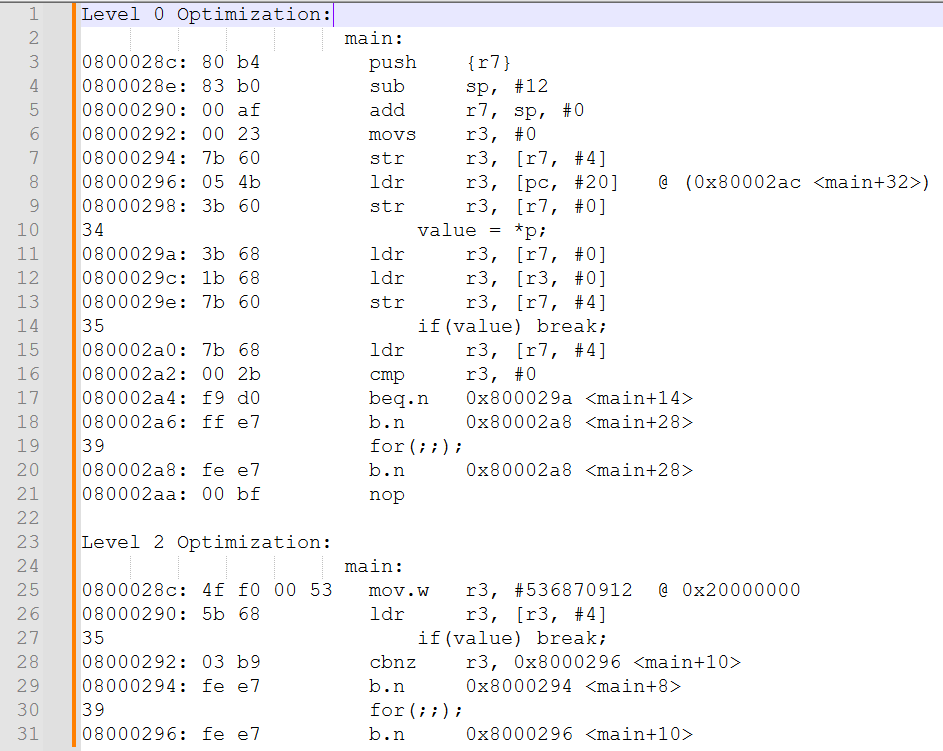 1 Level 0 Optimization:
2 main:
3 0800028c: 80 b4 push {r7}
4 0800028e: 83 b0 sub sp, #12
5 08000290: 00 af add r7, sp, #0
6 08000292: 00 23 movs r3, #0
7 08000294: 7b 60 str r3, [r7, #4]
8 08000296: 05 4b ldr r3, [pc, #20] @ (0x80002ac <main+32>)
9 08000298: 3b 60 str r3, [r7, #0]
10 34 value = *p;
11 0800029a: 3b 68 ldr r3, [r7, #0]
12 0800029c: 1b 68 ldr r3, [r3, #0]
13 0800029e: 7b 60 str r3, [r7, #4]
14 35 if(value) break;
15 080002a0: 7b 68 ldr r3, [r7, #4]
16 080002a2: 00 2b cmp r3, #0
17 080002a4: f9 d0 beq.n 0x800029a <main+14>
18 080002a6: ff e7 b.n 0x80002a8 <main+28>
19 39 for(;;);
20 080002a8: fe e7 b.n 0x80002a8 <main+28>
21 080002aa: 00 bf nop
22
23 Level 2 Optimization:
24 main:
25 0800028c: 4f f0 00 53 mov.w r3, #536870912 @ 0x20000000
26 08000290: 5b 68 ldr r3, [r3, #4]
27 35 if(value) break;
28 08000292: 03 b9 cbnz r3, 0x8000296 <main+10>
29 08000294: fe e7 b.n 0x8000294 <main+8>
30 39 for(;;);
31 08000296: fe e7 b.n 0x8000296 <main+10>